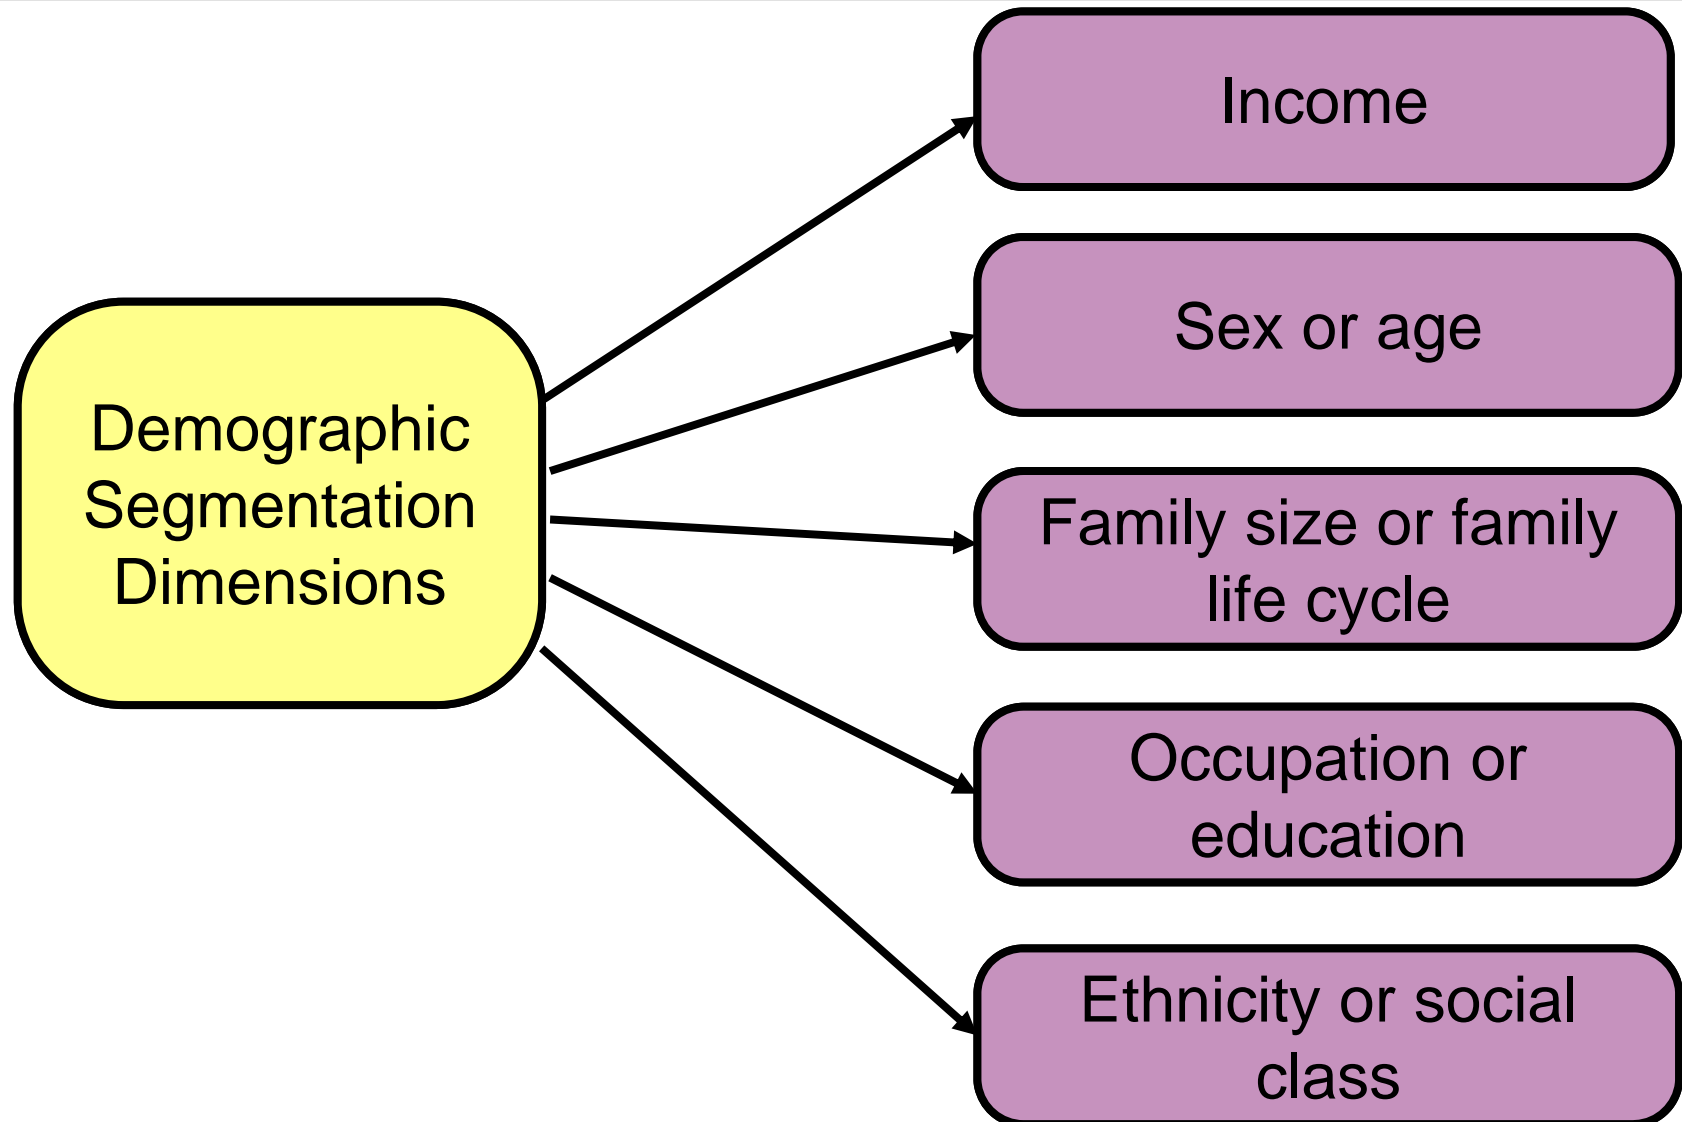 Demographic
Segmentation
Dimensions
Income
Sex or age
Family size or family
life cycle
Occupation or
education
Ethnicity or social
class